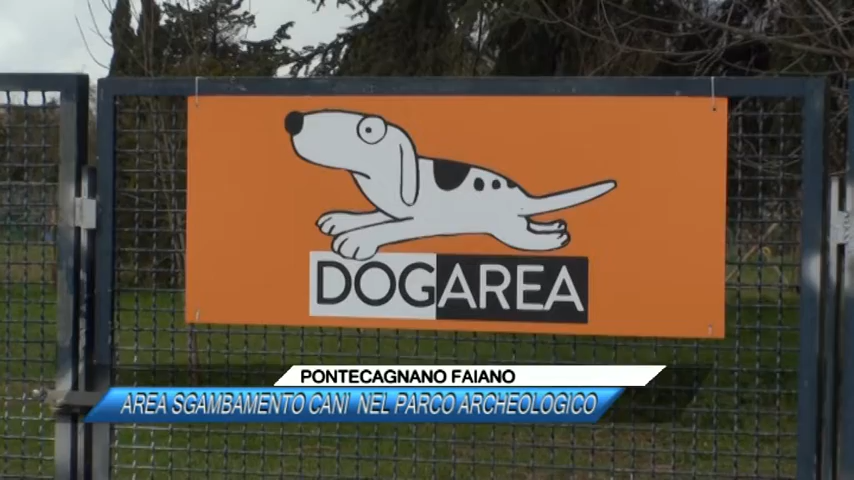 DOGAREA
PONTECAGNANO FAIANO
AREA SGAMBAMENTO CANI NEL PARCO ARCHEOLOGICO